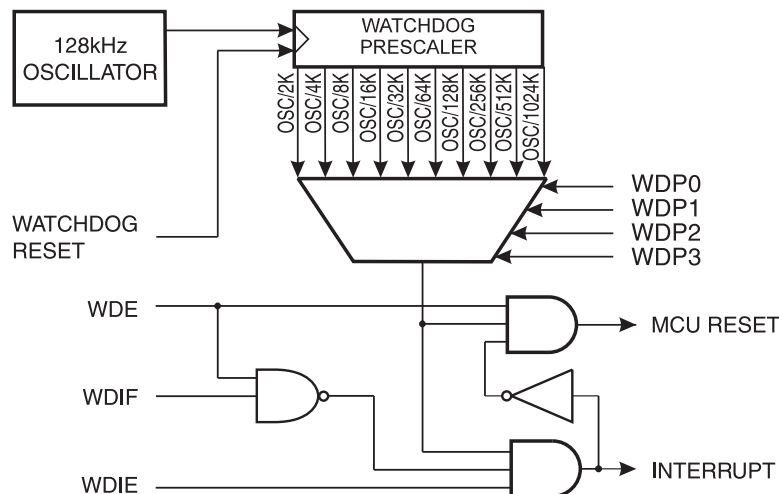 128kHz
OSCILLATOR
WATCHDOG
PRESCALER
OSC/2K
OSC/4K
OSC/8K
OSC/16K
OSC/32K
OSC/64K
OSC/128K
OSC/256K
OSC/512K
OSC/1024K
WDP0
WDP1
WDP2
WDP3
WATCHDOG
RESET
WDE
MCU RESET
WDIF
INTERRUPT
WDIE